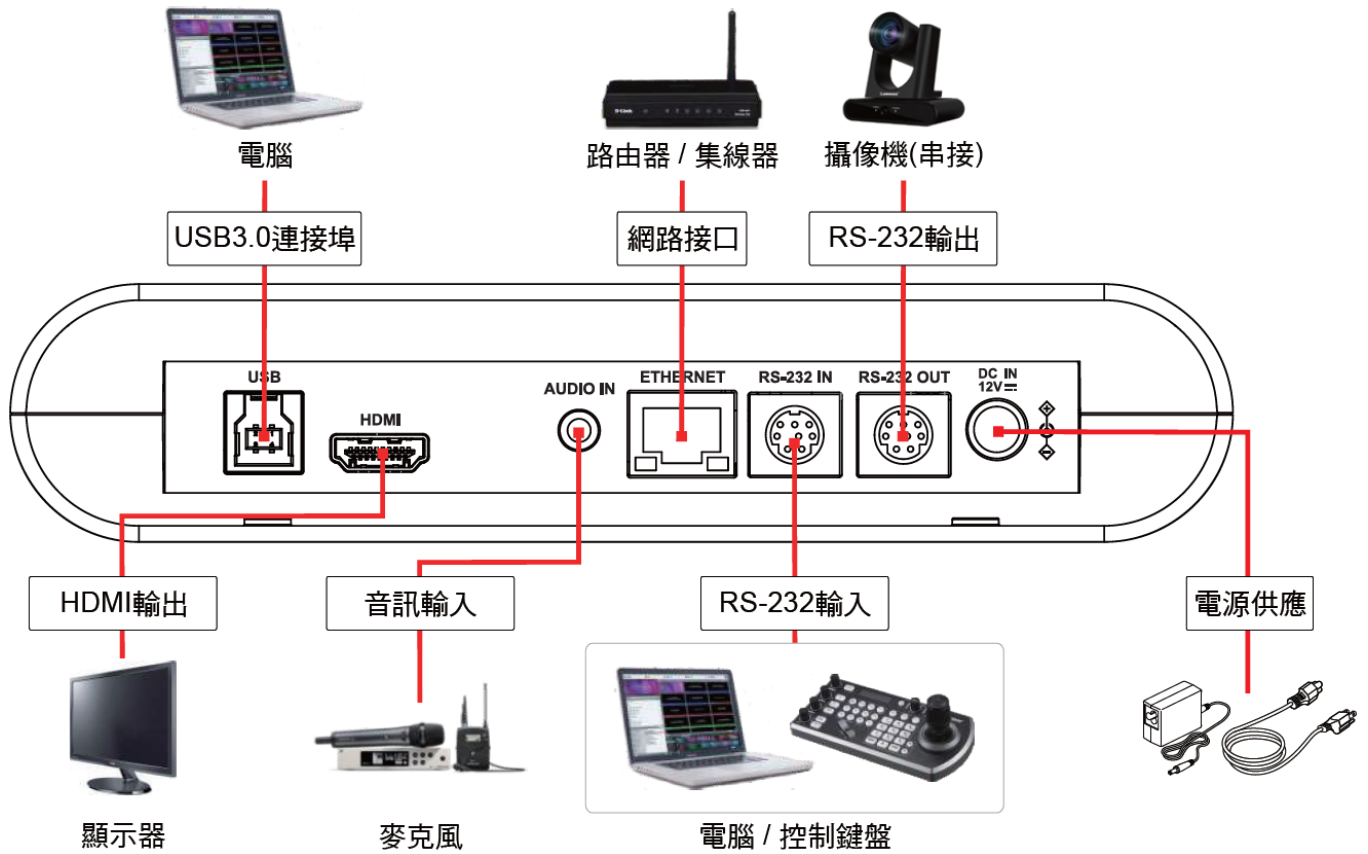 電腦
路由器 / 集線器
攝像機(串接)
USB3.0連接埠
網路接口
RS-232輸出
USB
HDMI
AUDIO IN
ETHERNET
RS-232 IN
RS-232 OUT
DC IN
12V
HDMI輸出
音訊輸入
RS-232輸入
電源供應
顯示器
麥克風
電腦 / 控制鍵盤